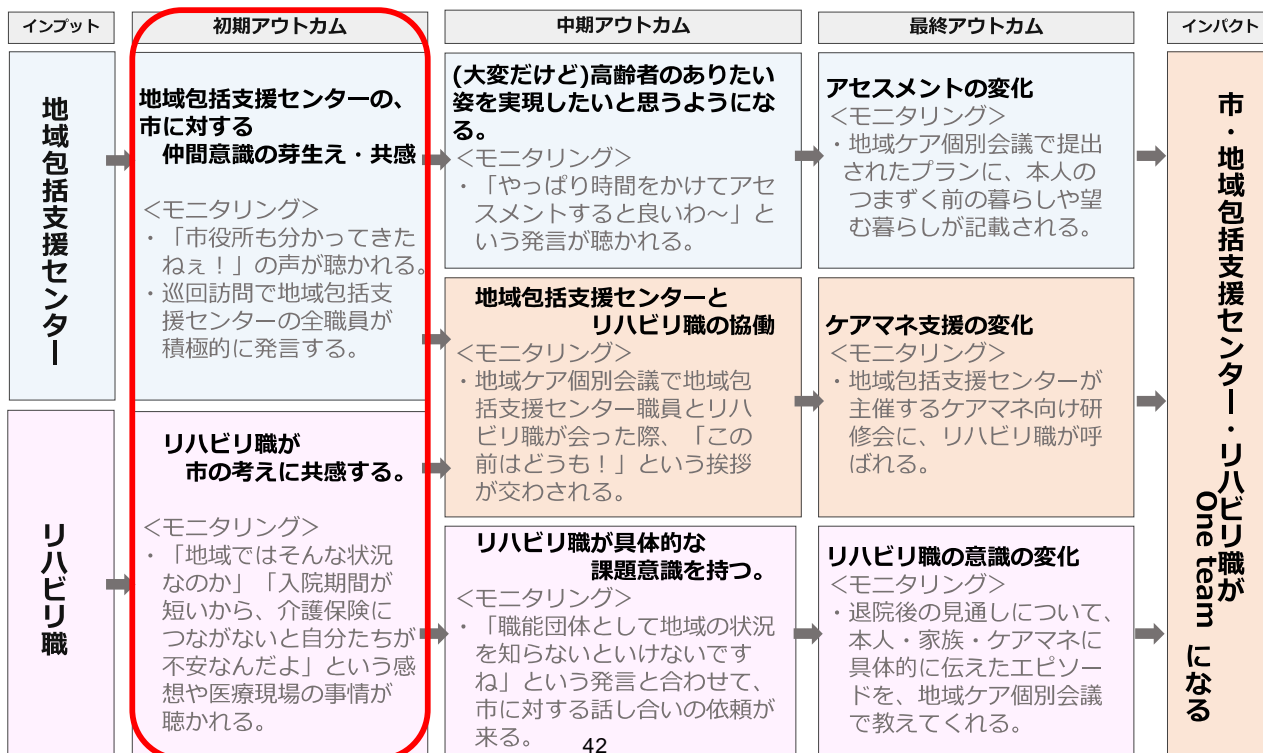 インプット
初期アウトカム
中期アウトカム
最終アウトカム
インパクト
地域包括支援センター
地域包括支援センターの、
市に対する
仲間意識の芽生え・共感
＜モニタリング＞
・「市役所も分かってきた
ねぇ！」の声が聴かれる。
・巡回訪問で地域包括支
援センターの全職員が
積極的に発言する。
(大変だけど)高齢者のありたい
姿を実現したいと思うようにな
る。
＜モニタリング＞
・「やっぱり時間をかけてアセ
スメントすると良いわ～」と
いう発言が聴かれる。
アセスメントの変化
＜モニタリング＞
・地域ケア個別会議で提出
されたプランに、本人の
つまずく前の暮らしや望
む暮らしが記載される。
地域包括支援センターと
リハビリ職の協働
＜モニタリング＞
・地域ケア個別会議で地域包
括支援センター職員とリハ
ビリ職が会った際、「この
前はどうも！」という挨拶
が交わされる。
ケアマネ支援の変化
＜モニタリング＞
・地域包括支援センターが
主催するケアマネ向け研
修会に、リハビリ職が呼
ばれる。
リハビリ職
リハビリ職が
市の考えに共感する。
＜モニタリング＞
・「地域ではそんな状況
なのか」「入院期間が
短いから、介護保険に
つながないと自分たちが
不安なんだよ」という感
想や医療現場の事情が
聴かれる。
リハビリ職が具体的な
課題意識を持つ。
＜モニタリング＞
・「職能団体として地域の状況
を知らないといけないです
ね」という発言と合わせて、
市に対する話し合いの依頼が
来る。
リハビリ職の意識の変化
＜モニタリング＞
・退院後の見通しについて、
本人・家族・ケアマネに
具体的に伝えたエピソー
ドを、地域ケア個別会議
で教えてくれる。
市・地域包括支援センター・リハビリ職が
One team になる
42